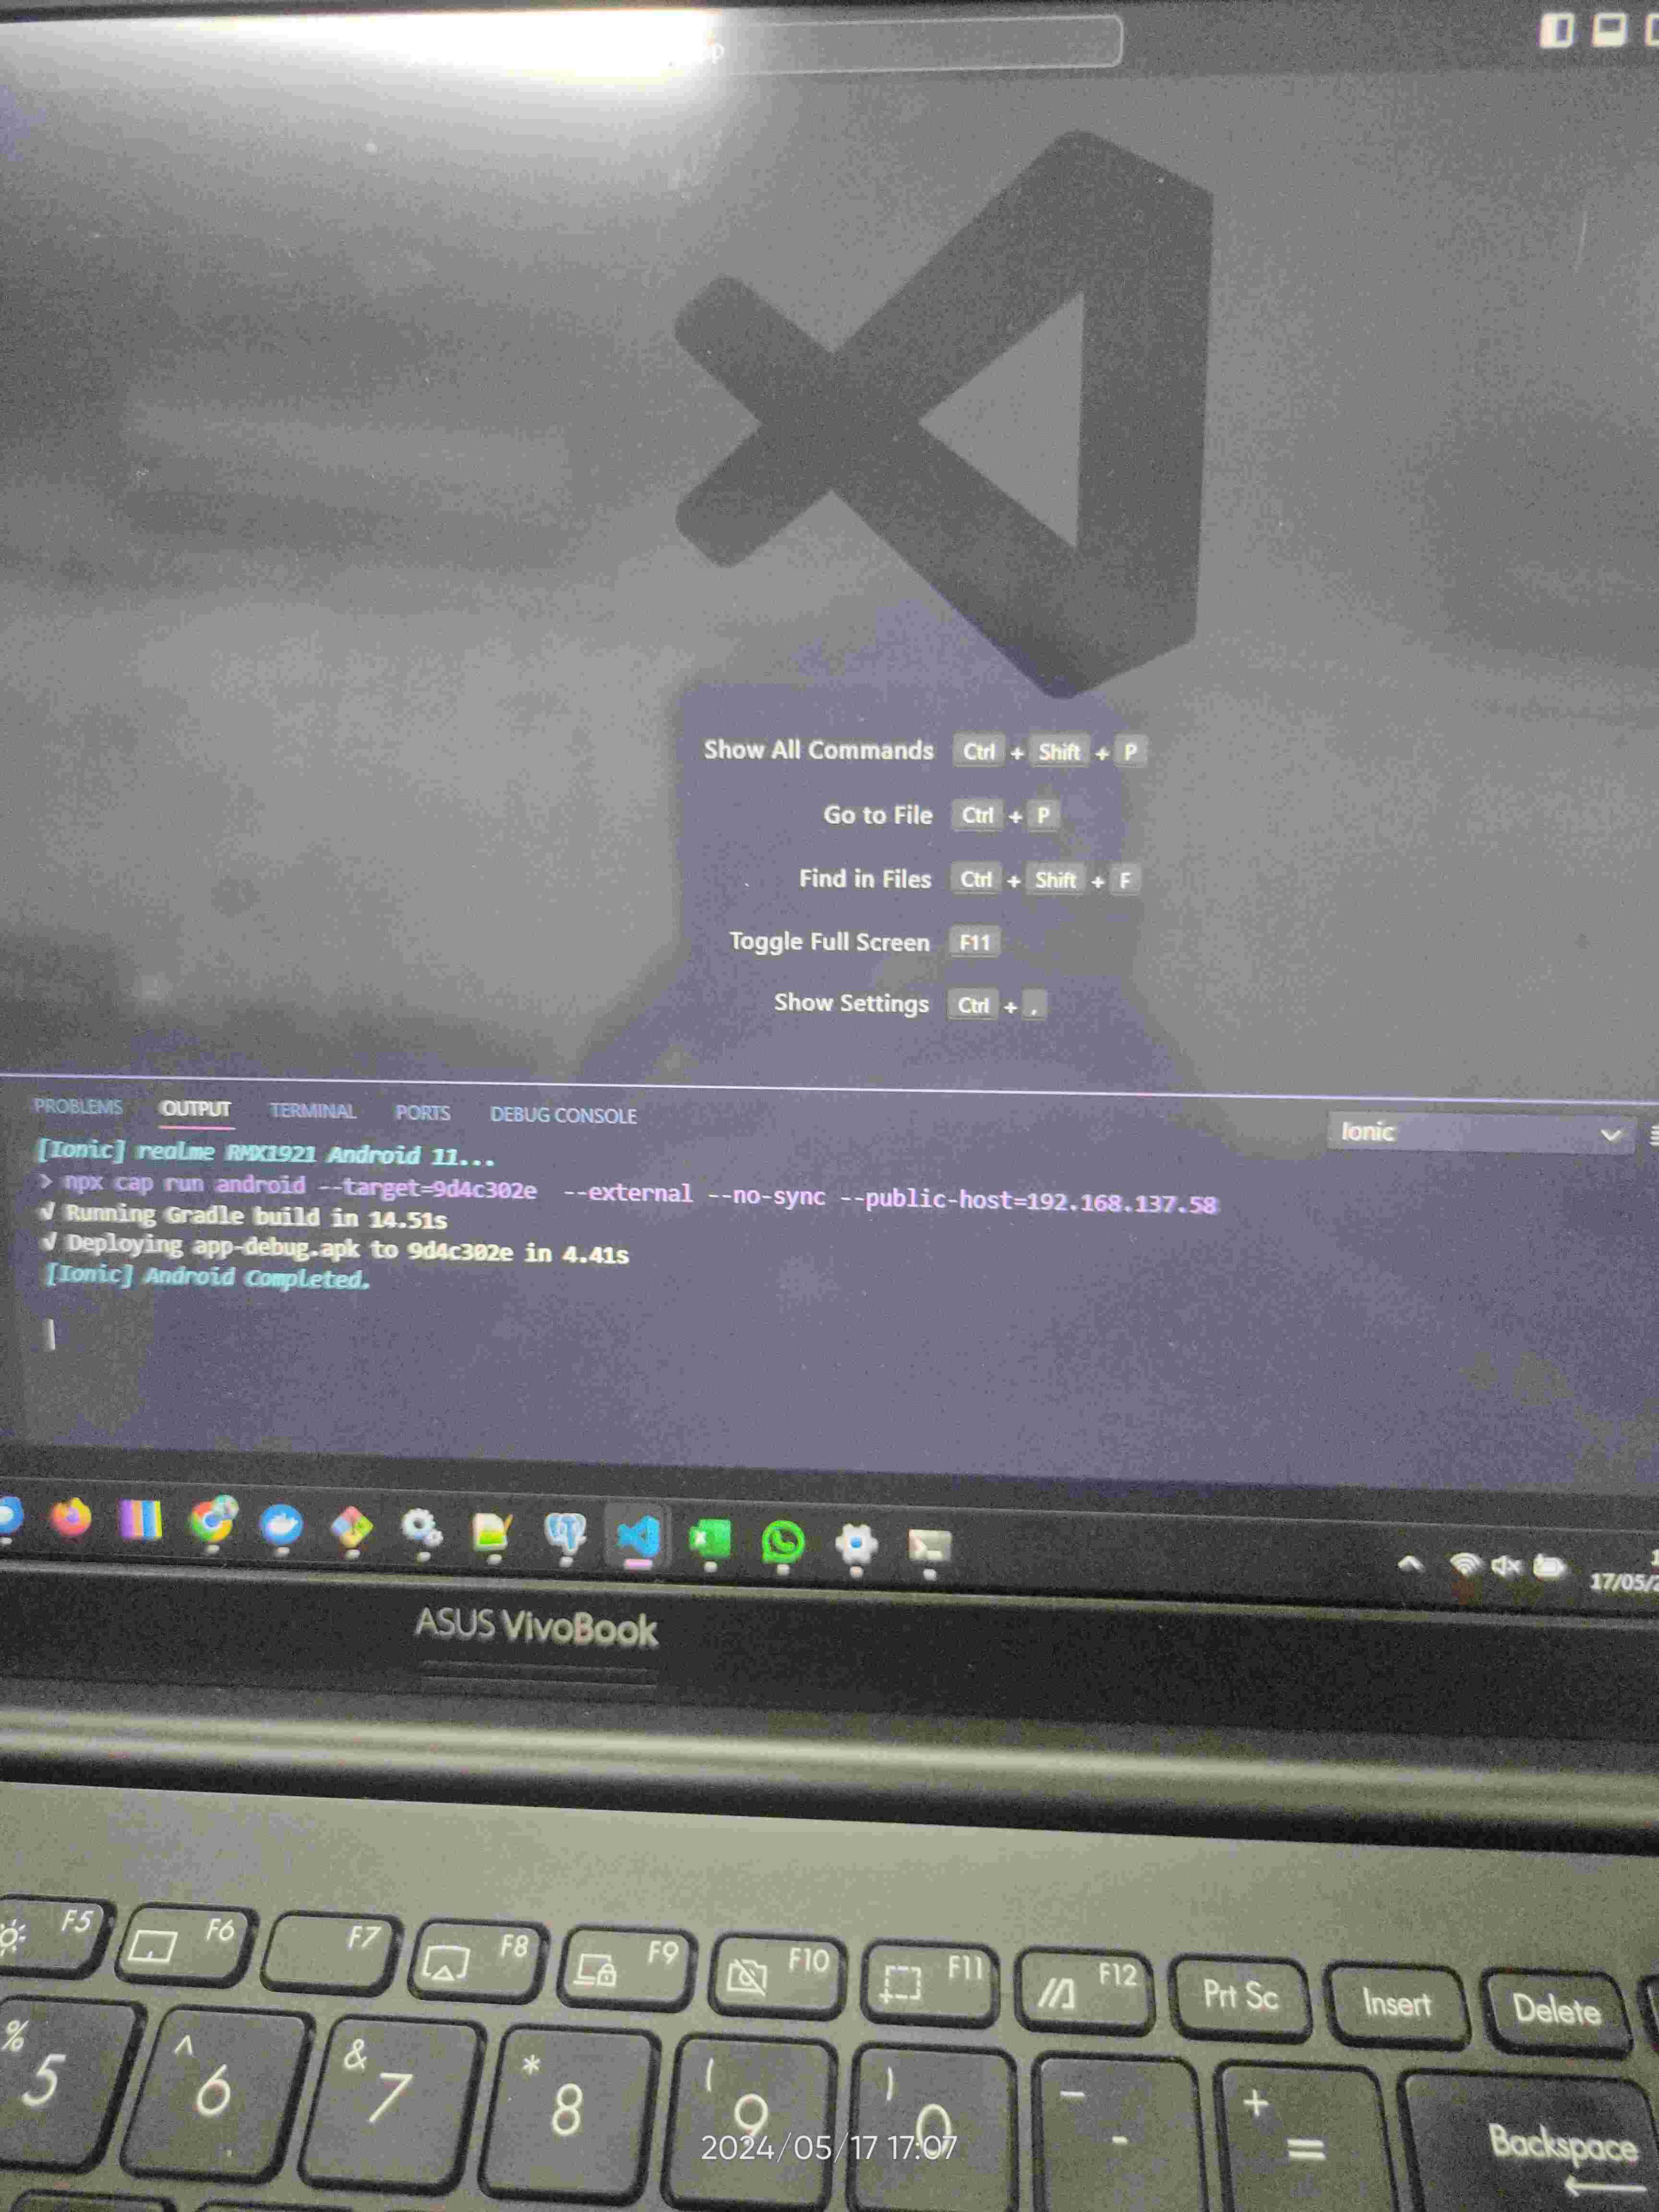 Show All Commands Ctrl + Shift + P
Go to File Ctrl + P
Find in Files Ctrl + Shift + F
Toggle Full Screen F11
Show Settings Ctrl + ,
PROBLEMS OUTPUT TERMINAL PORTS DEBUG CONSOLE Ionic
[Ionic] realme RMX1921 Android 11...
> npx cap run android --target=9d4c302e --external --no-sync --public-host=192.168.137.58
√ Running Gradle build in 14.51s
√ Deploying app-debug.apk to 9d4c302e in 4.41s
[Ionic] Android Completed.
17/05/2
ASUS VivoBook
F5 F6 F7 F8 F9 F10 F11 F12 Prt Sc Insert Delete
% ^ & * ( ) _ +
5 6 7 8 9 0 - = Backspace
2024/05/17 17:07